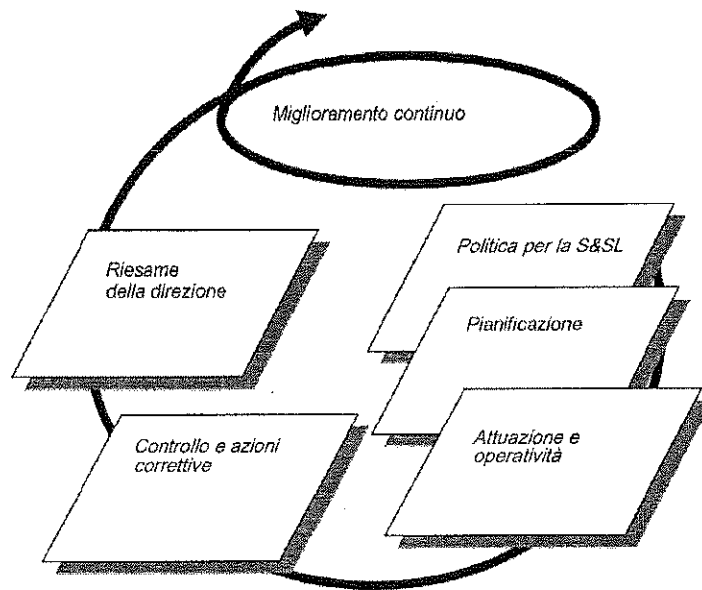 Miglioramento continuo
Politica per la S&SL
Pianificazione
Attuazione e
operatività
Controllo e azioni
correttive
Riesame
della direzione